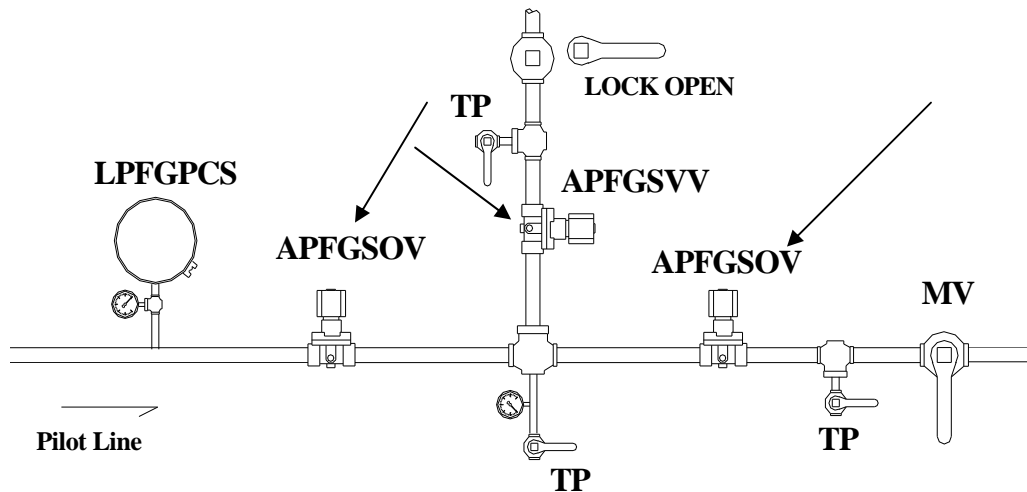 LOCK OPEN
TP
LPFGPCS
APFGSVV
APFGSOV
APFGSOV
MV
Pilot Line
TP
TP